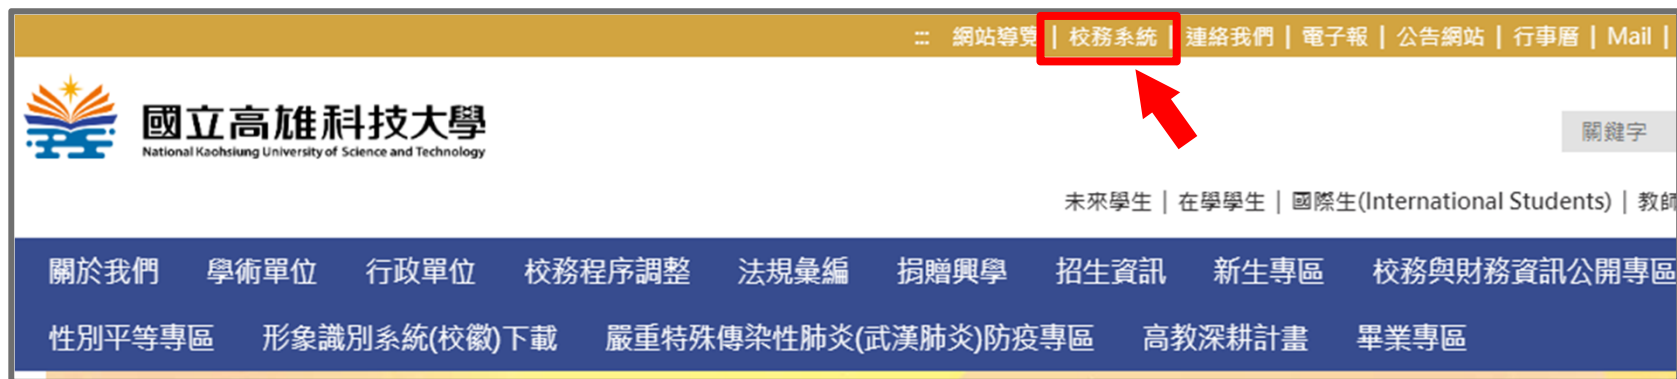 ::: 網站導覽 | 校務系統 | 連絡我們 | 電子報 | 公告網站 | 行事曆 | Mail |
國立高雄科技大學
National Kaohsiung University of Science and Technology
關鍵字
未來學生 | 在學學生 | 國際生(International Students) | 教師
關於我們 學術單位 行政單位 校務程序調整 法規彙編 捐贈興學 招生資訊 新生專區 校務與財務資訊公開專區
性別平等專區 形象識別系統(校徽)下載 嚴重特殊傳染性肺炎(武漢肺炎)防疫專區 高教深耕計畫 畢業專區